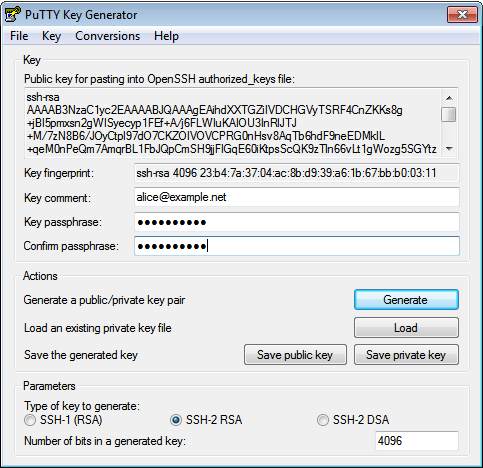 PuTTY Key Generator
File Key Conversions Help
Key
Public key for pasting into OpenSSH authorized_keys file:
ssh-rsa
AAAAB3NzaC1yc2EAAAABJQAAAgEAihdXXTGZiIVDCHGVyTSRF4CnZKKs8g
+jBl5pmxsn2gWISyecyp1FEf+A/j6FLWIuKAlOU3lnRIJTJ
+M/7zN8B6/JOyCtpI97dO7CKZOIVOVCPRG0nHsv8AqTb6hdF9neEDMkIL
+qeM0nPeQm7AmqrBL1FbJQpCmSH9jjFIGqE60iKtpsScQK9zTln66vLt1gWozg5SGYtz
Key fingerprint: ssh-rsa 4096 23:b4:7a:37:04:ac:8b:d9:39:a6:1b:67:bb:b0:03:11
Key comment: alice@example.net
Key passphrase: ●●●●●●●●●●
Confirm passphrase: ●●●●●●●●●●
Actions
Generate a public/private key pair Generate
Load an existing private key file Load
Save the generated key Save public key Save private key
Parameters
Type of key to generate:
SSH-1 (RSA) SSH-2 RSA SSH-2 DSA
Number of bits in a generated key: 4096